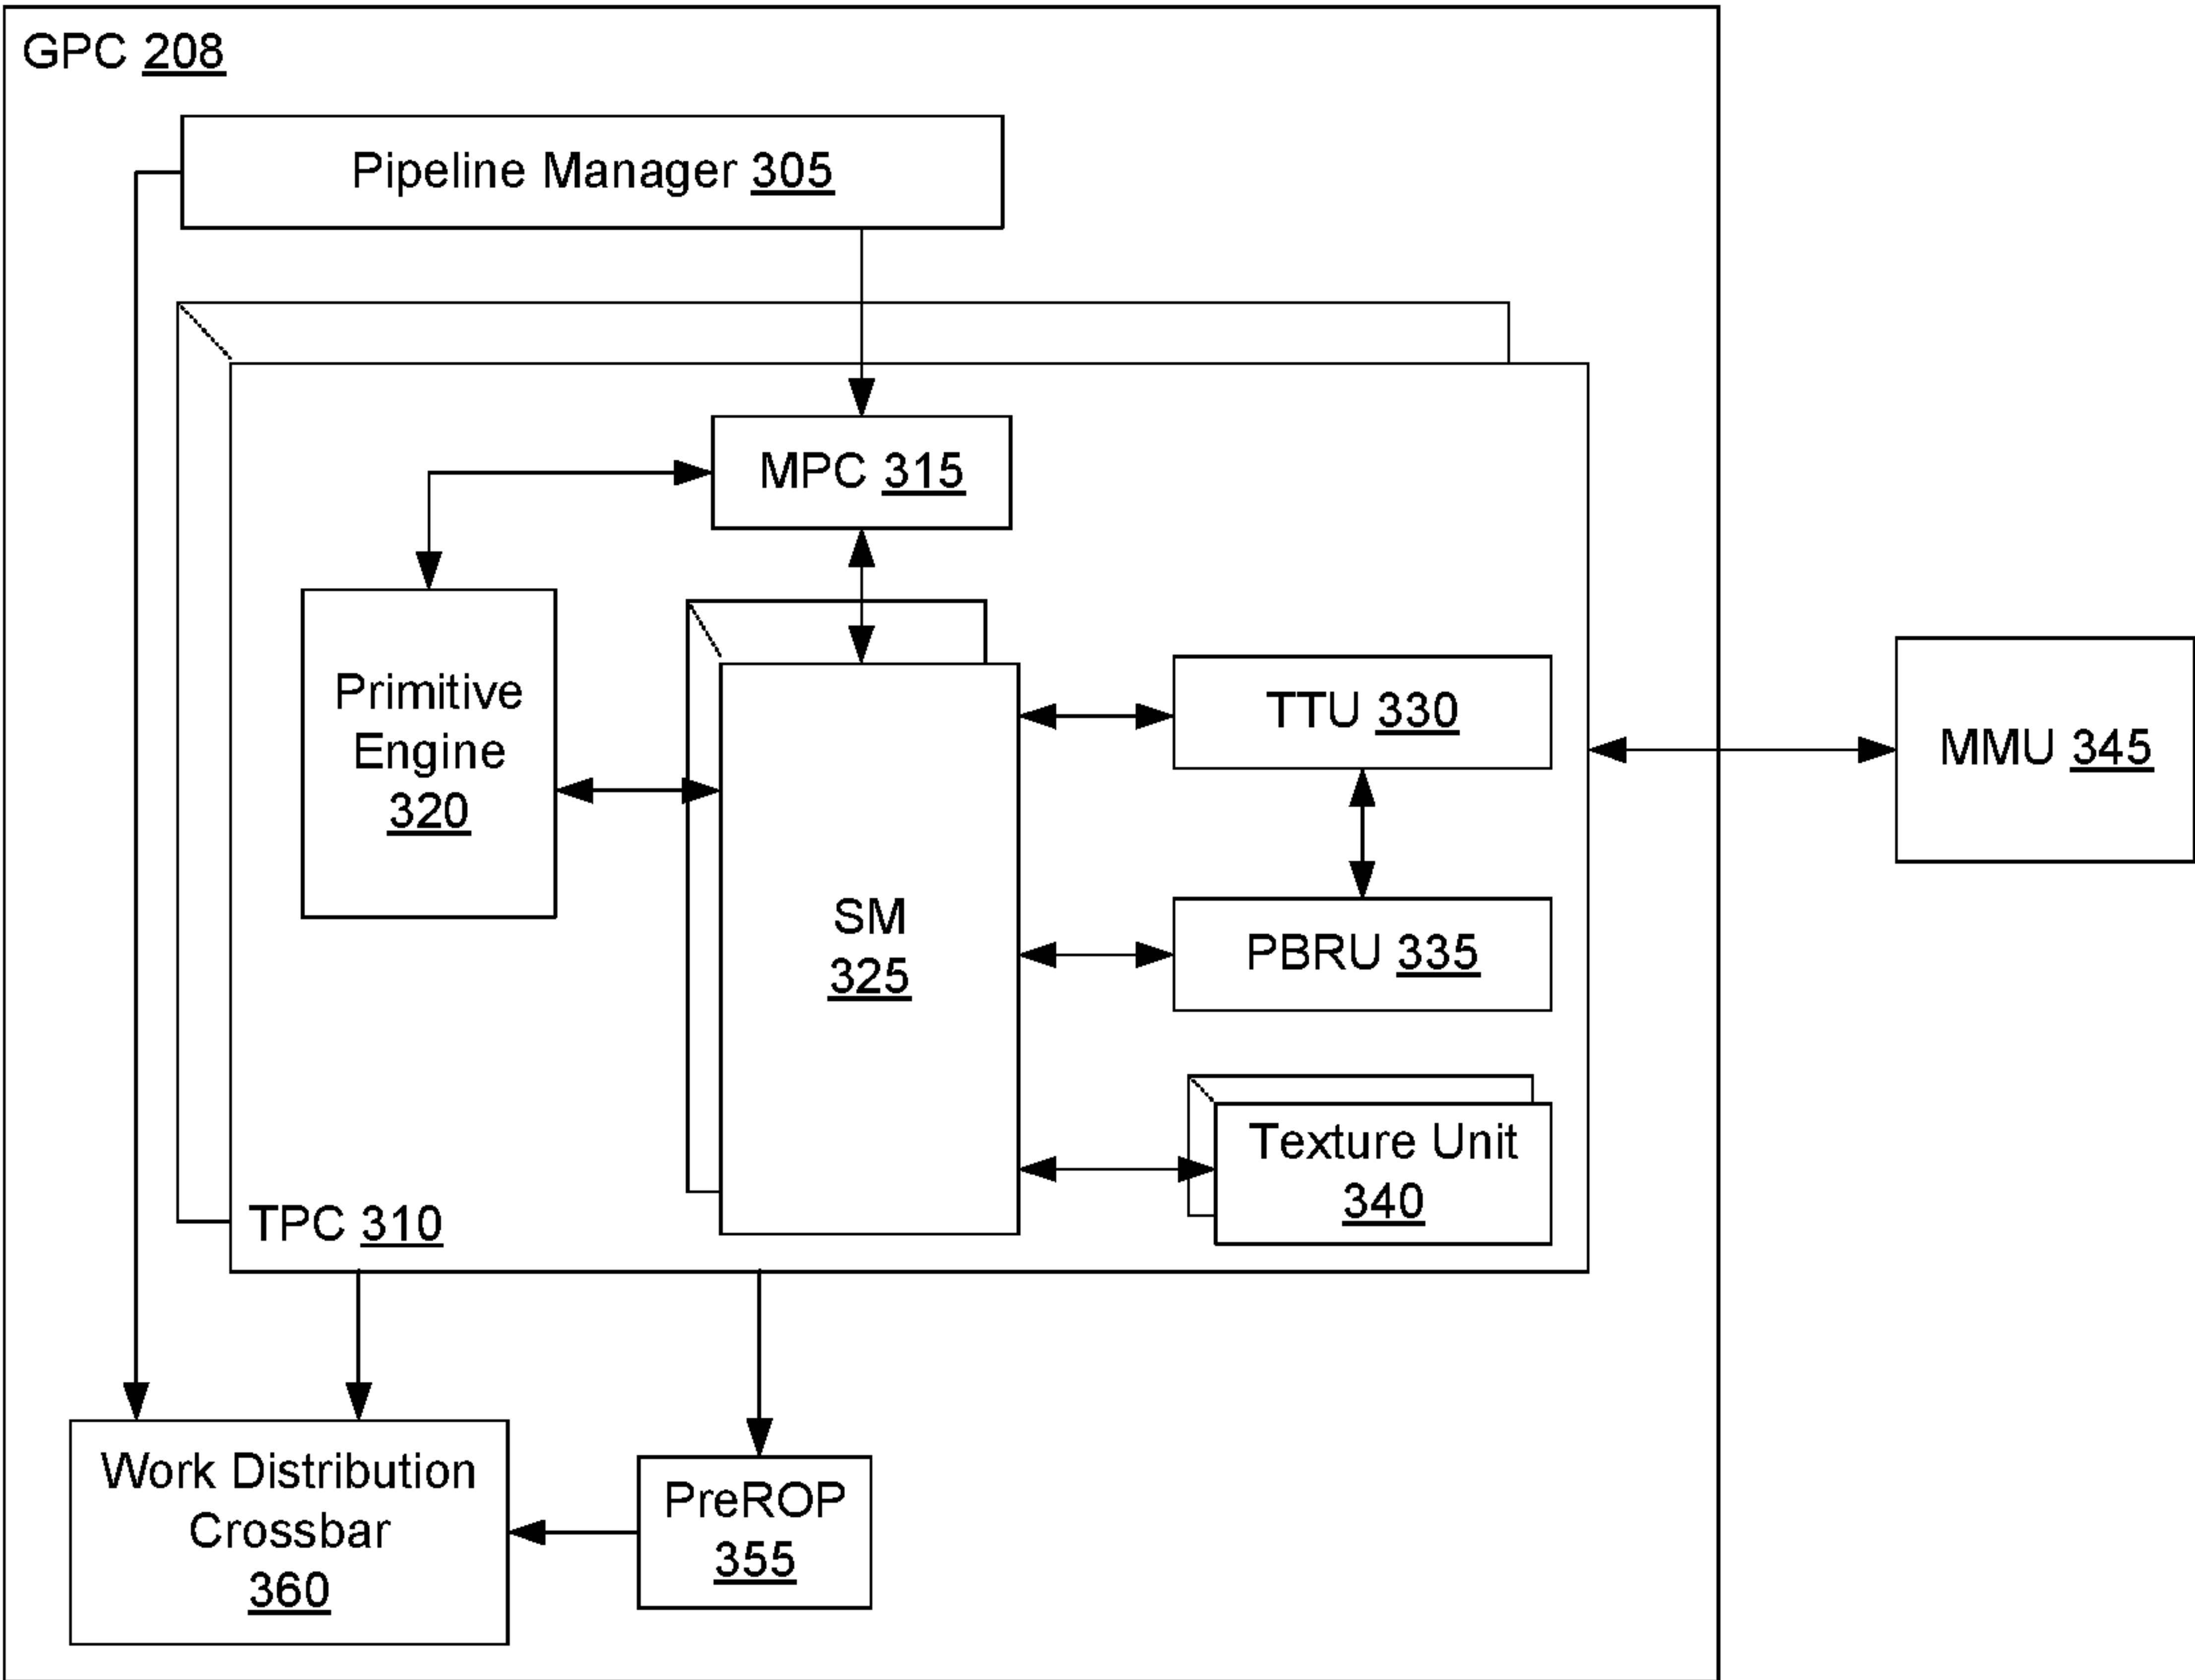 GPC 208
Pipeline Manager 305
MPC 315
Primitive
Engine
320
SM
325
TTU 330
PBRU 335
Texture Unit
340
TPC 310
MMU 345
Work Distribution
Crossbar
360
PreROP
355